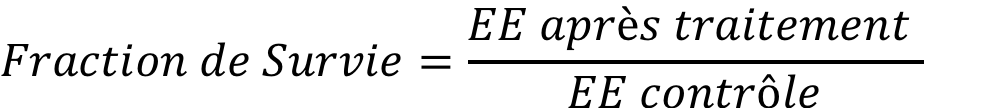 Fraction de Survie = EE après traitement / EE contrôle